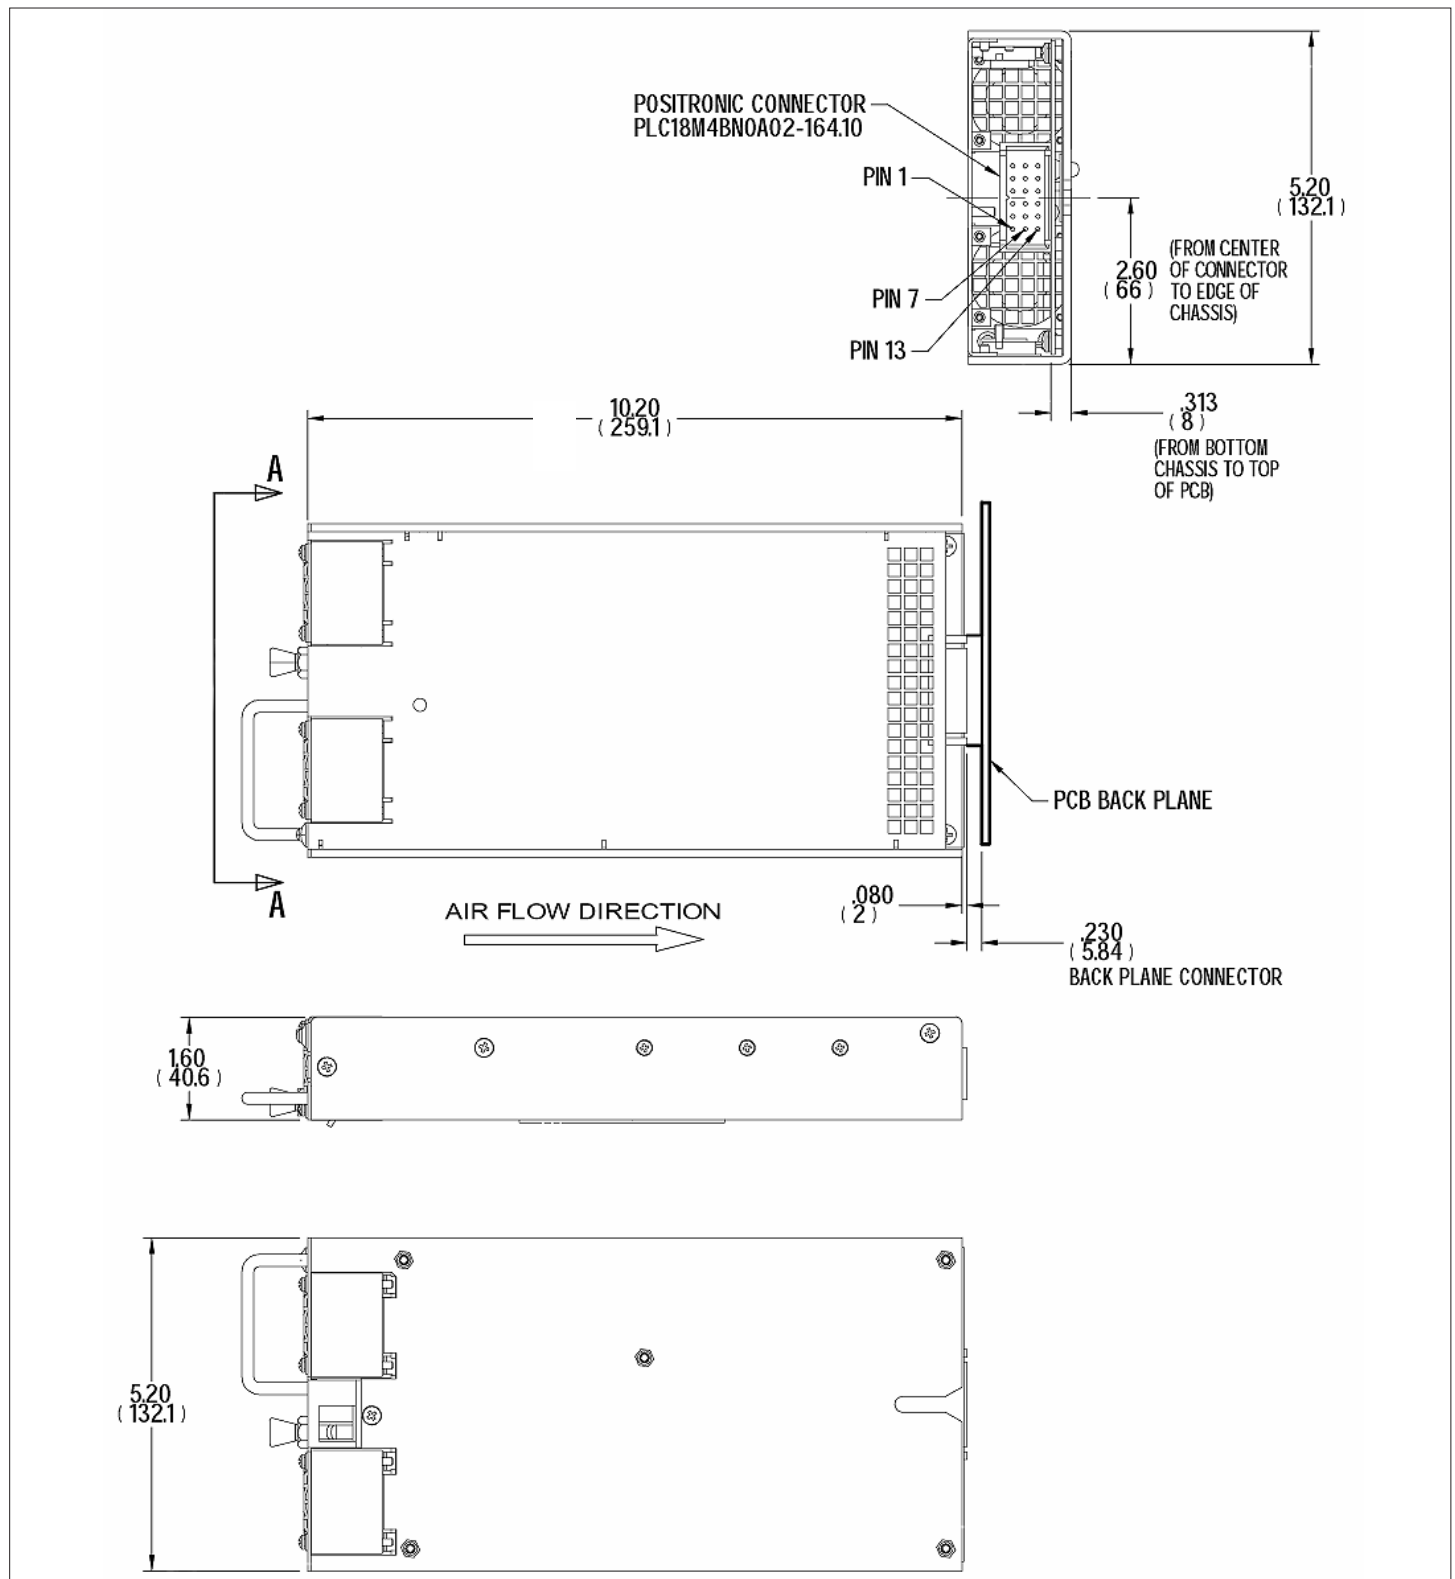 POSITRONIC CONNECTOR
PLC18M4BN0A02-164.10
PIN 1
PIN 7
PIN 13
5.20
(132.1)
2.60
(66)
(FROM CENTER
OF CONNECTOR
TO EDGE OF
CHASSIS)
.313
(8)
(FROM BOTTOM
CHASSIS TO TOP
OF PCB)
10.20
(259.1)
A
PCB BACK PLANE
A
AIR FLOW DIRECTION
.080
(2)
.230
(5.84)
BACK PLANE CONNECTOR
1.60
(40.6)
5.20
(132.1)